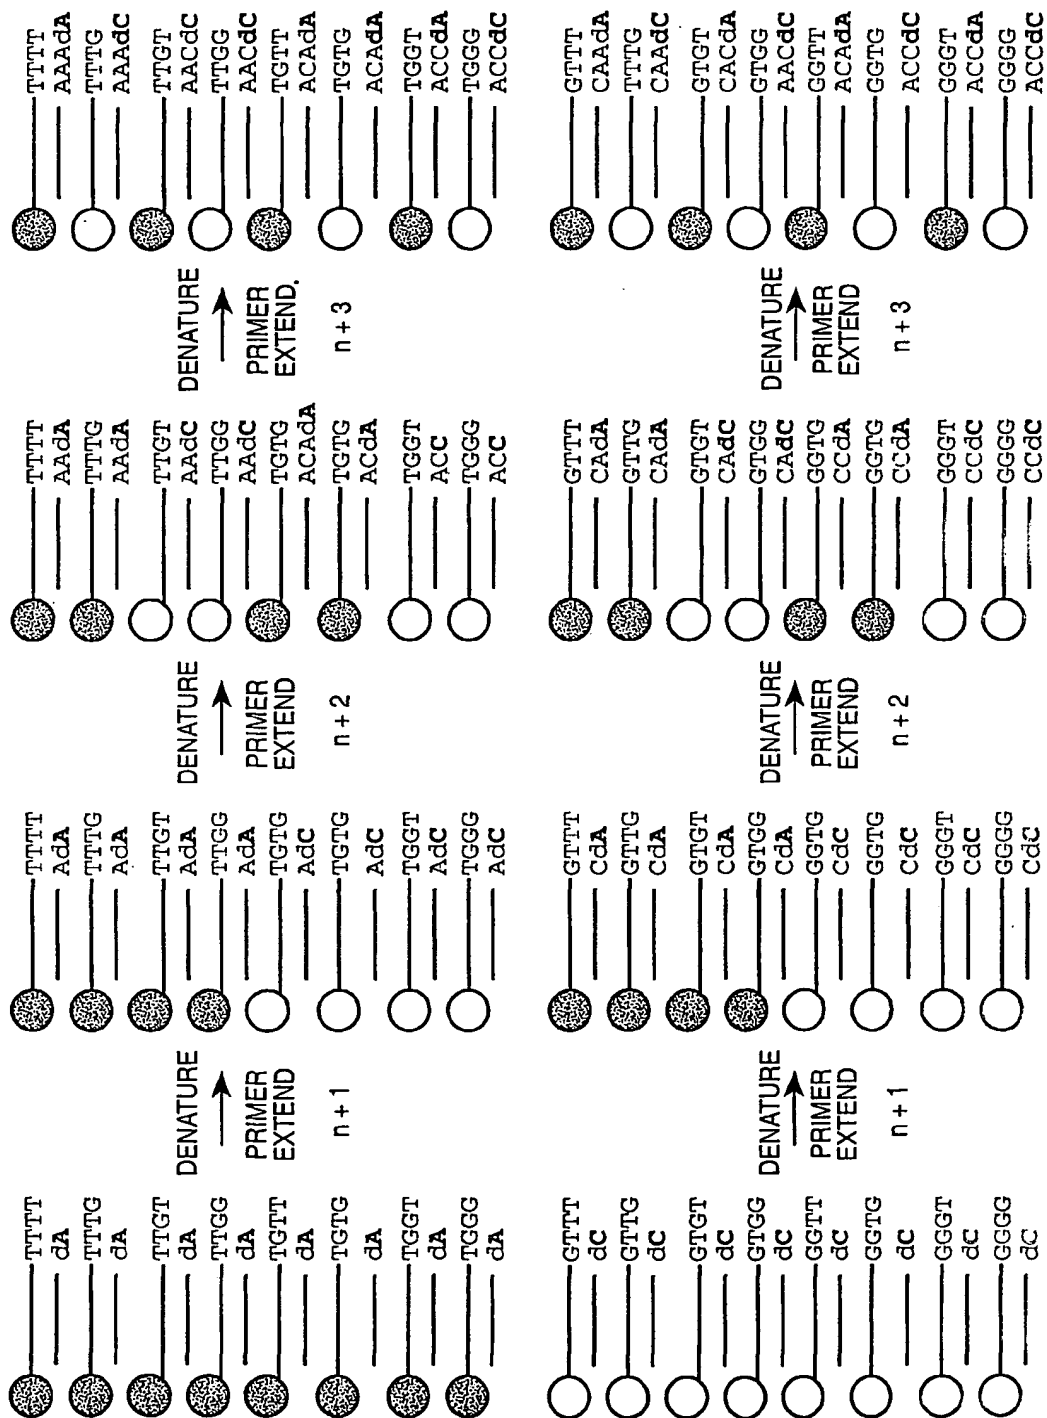 TTTT
dA
TTTG
dA
TTGT
dA
TTGG
dA
TGTT
dA
TGTG
dA
TGGT
dA
TGGG
dA
DENATURE
PRIMER
EXTEND
n + 1
TTTT
AdA
TTTG
AdA
TTGT
AdA
TTGG
AdA
TGTG
AdC
TGTG
AdC
TGGT
AdC
TGGG
AdC
DENATURE
PRIMER
EXTEND
n + 2
TTTT
AAdA
TTTG
AAdA
TTGT
AAdC
TTGG
AAdC
TGTG
ACAdA
TGTG
ACdA
TGGT
ACC
TGGG
ACC
DENATURE
PRIMER
EXTEND.
n + 3
TTTT
AAAdA
TTTG
AAAdC
TTGT
AACdC
TTGG
AACdC
TGTT
ACAdA
TGTG
ACAdA
TGGT
ACCdA
TGGG
ACCdC
GTTT
dC
GTTG
dC
GTGT
dC
GTGG
dC
GGTT
dC
GGTG
dC
GGGT
dC
GGGG
dC
DENATURE
PRIMER
EXTEND
n + 1
GTTT
CdA
GTTG
CdA
GTGT
CdA
GTGG
CdA
GGTG
CdC
GGTG
CdC
GGGT
CdC
GGGG
CdC
DENATURE
PRIMER
EXTEND
n + 2
GTTT
CAdA
GTTG
CAdA
GTGT
CAdC
GTGG
CAdC
GGTG
CCdA
GGTG
CCdA
GGGT
CCdC
GGGG
CCdC
DENATURE
PRIMER
EXTEND
n + 3
GTTT
CAAdA
TTTG
CAAdC
GTGT
CACdA
GTGG
AACdC
GGTT
ACAdA
GGTG
ACCdC
GGGT
ACCdA
GGGG
ACCdC